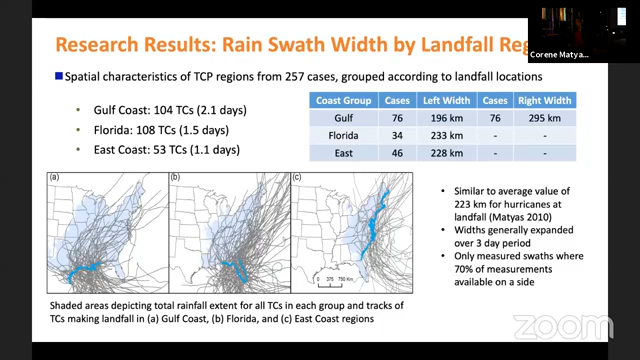 Research Results: Rain Swath Width by Landfall Reg
Corene Matya...
Spatial characteristics of TCP regions from 257 cases, grouped according to landfall locations
• Gulf Coast: 104 TCs (2.1 days)
• Florida: 108 TCs (1.5 days)
• East Coast: 53 TCs (1.1 days)
Coast Group Cases Left Width Cases Right Width
Gulf 76 196 km 76 295 km
Florida 34 233 km - -
East 46 228 km - -
(a) (b) (c)
0 375 750 Km
• Similar to average value of
223 km for hurricanes at
landfall (Matyas 2010)
• Widths generally expanded
over 3 day period
• Only measured swaths where
70% of measurements
available on a side
Shaded areas depicting total rainfall extent for all TCs in each group and tracks of
TCs making landfall in (a) Gulf Coast, (b) Florida, and (c) East Coast regions
zoom